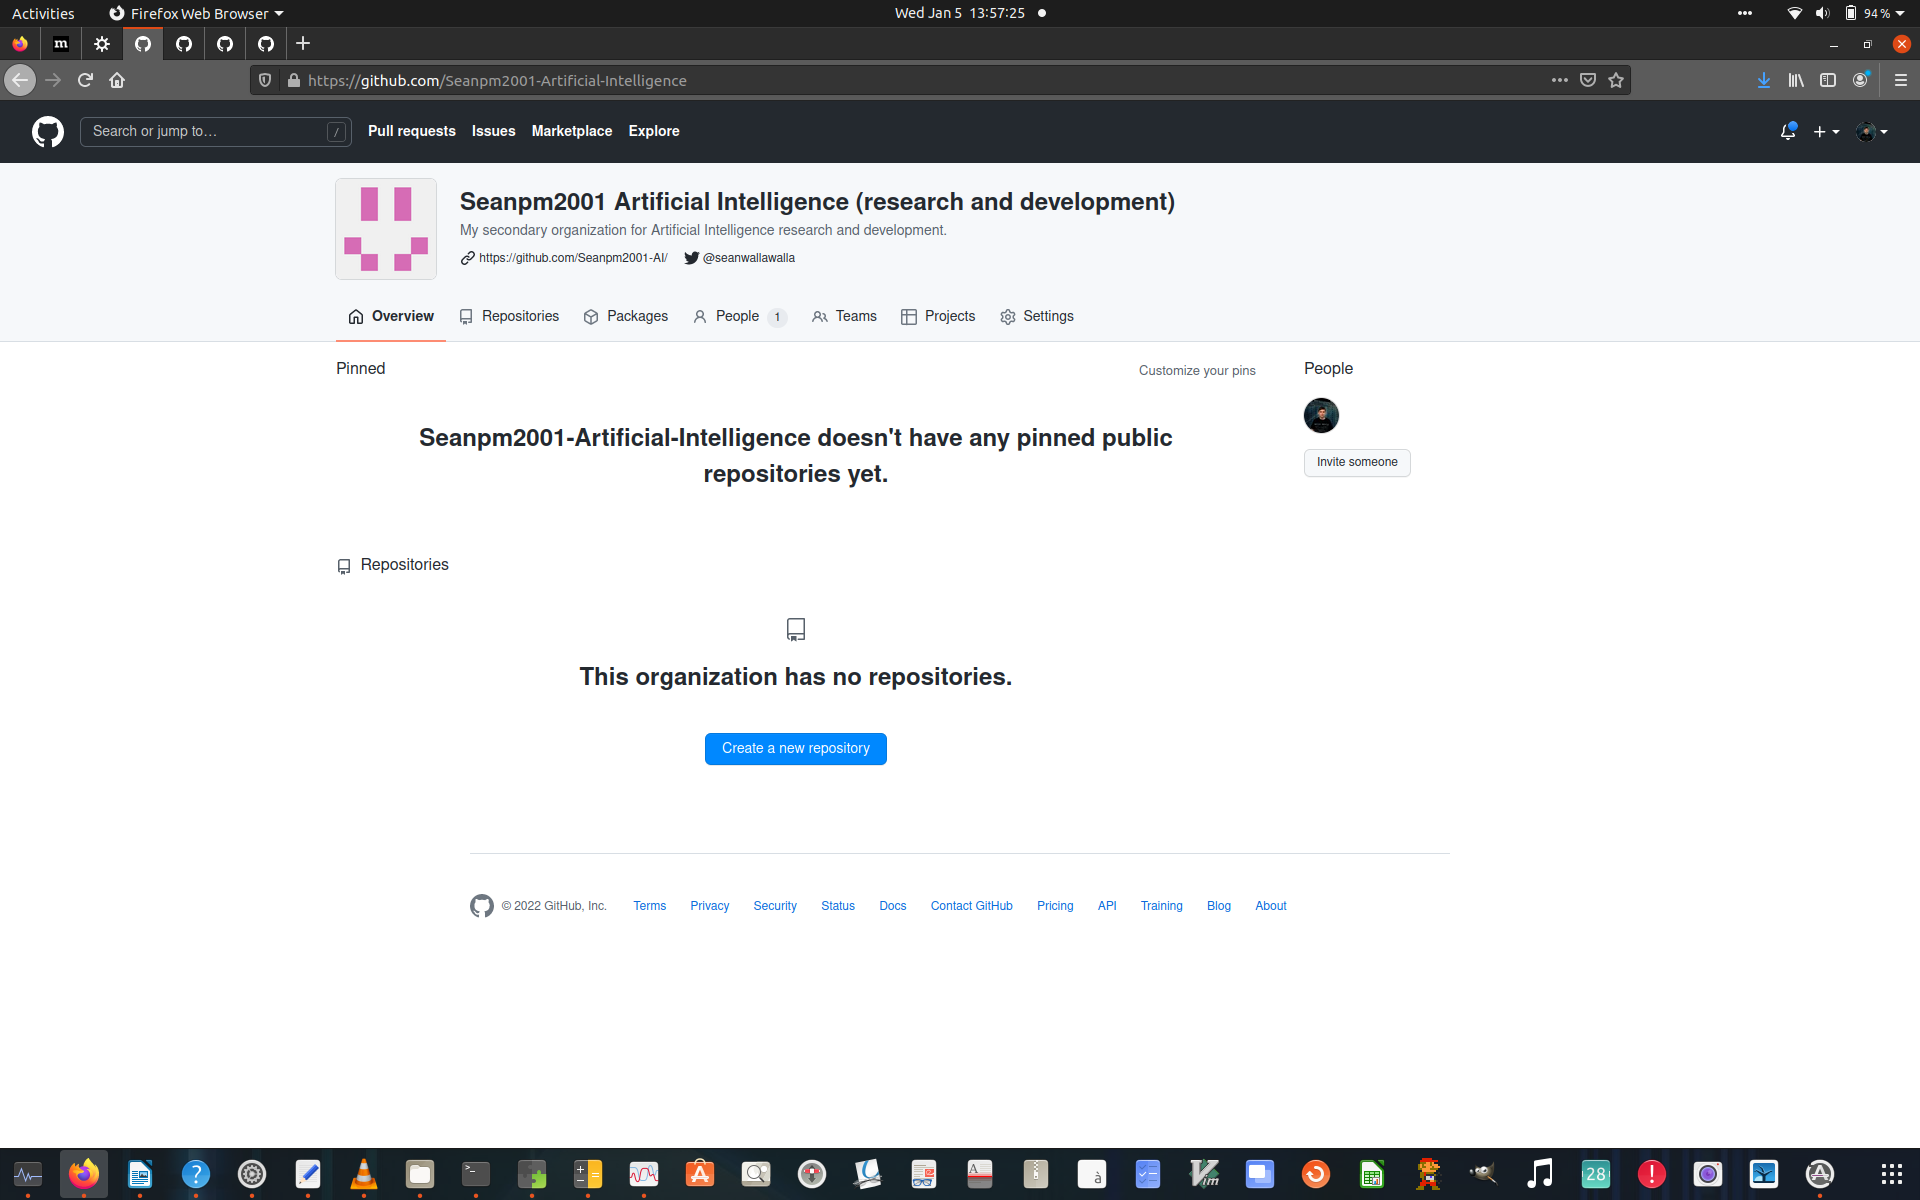 Activities
Firefox Web Browser
Wed Jan 5 13:57:25
94 %
m
https://github.com/Seanpm2001-Artificial-Intelligence
Search or jump to…
/
Pull requests
Issues
Marketplace
Explore
Seanpm2001 Artificial Intelligence (research and development)
My secondary organization for Artificial Intelligence research and development.
https://github.com/Seanpm2001-AI/
@seanwallawalla
Overview
Repositories
Packages
People 1
Teams
Projects
Settings
Pinned
Customize your pins
People
Seanpm2001-Artificial-Intelligence doesn't have any pinned public
repositories yet.
Invite someone
Repositories
This organization has no repositories.
Create a new repository
© 2022 GitHub, Inc.
Terms
Privacy
Security
Status
Docs
Contact GitHub
Pricing
API
Training
Blog
About
28